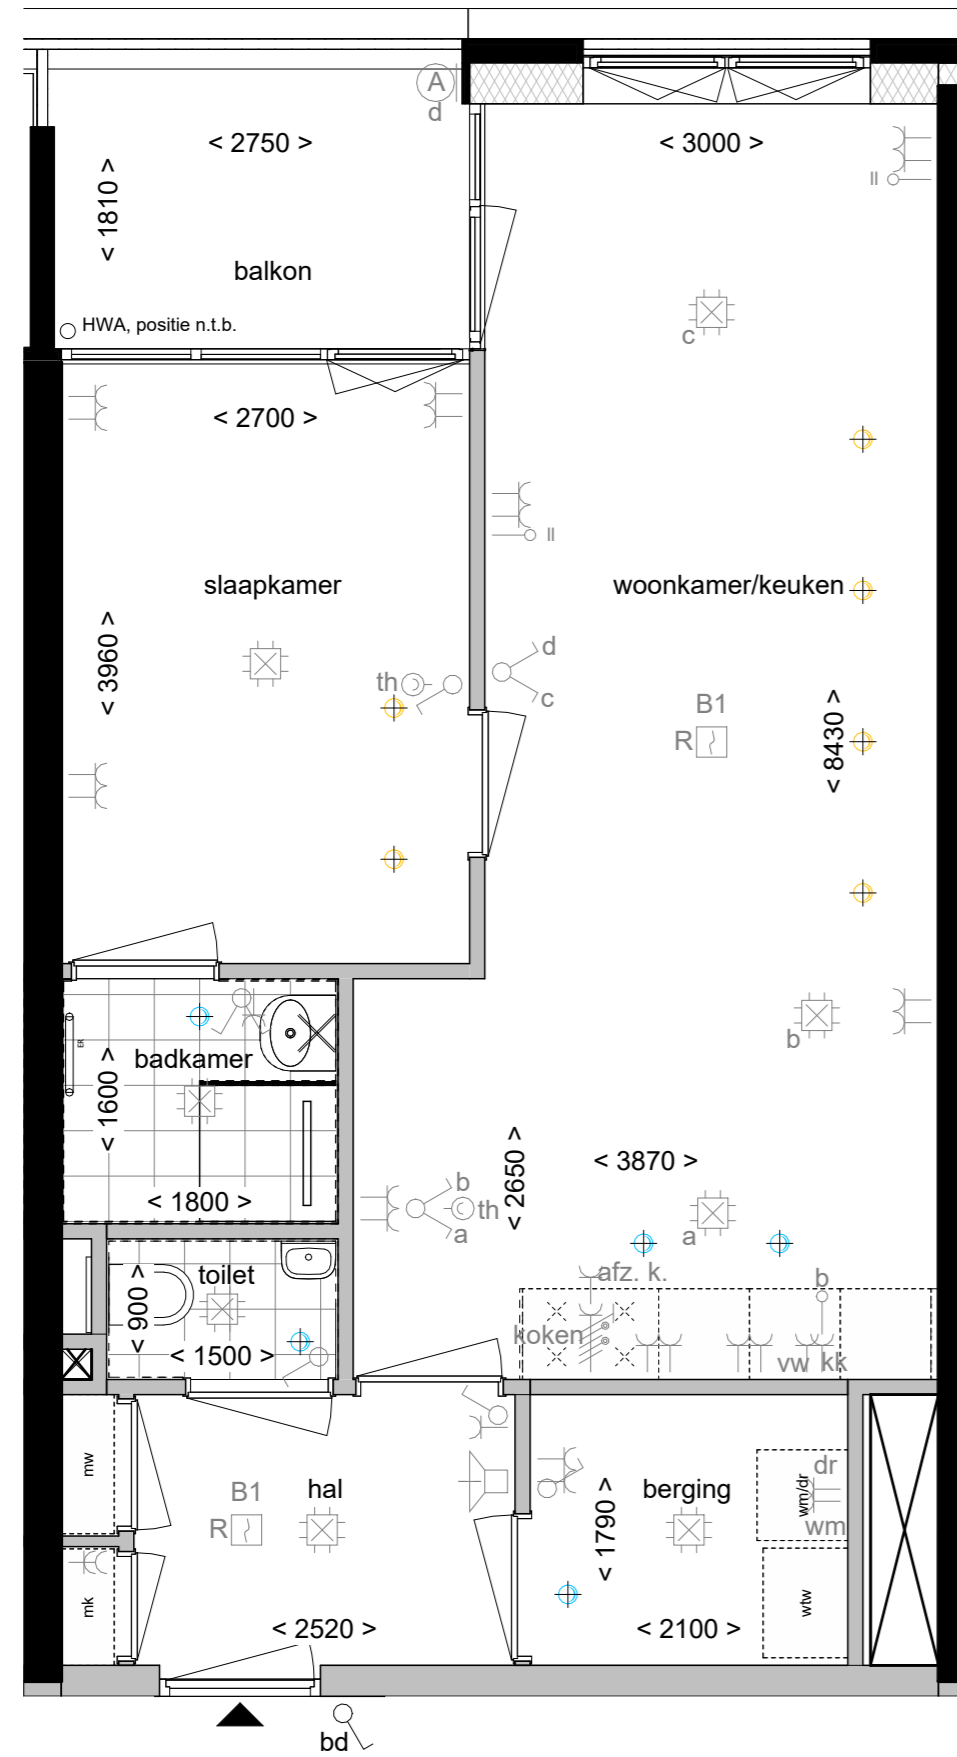 A
d
< 2750 >
< 3000 >
< 1810 >
II
balkon
HWA, positie n.t.b.
c
< 2700 >
II
slaapkamer
woonkamer/keuken
< 3960 >
d
th
c
B1
R
< 8430 >
b
ER
badkamer
< 1600 >
< 2650 >
< 3870 >
< 1800 >
b
th
a
a
toilet
afz. k.
b
< 900 >
koken
< 1500 >
vw kk
mw
B1
hal
berging
dr
wm/dr
R
wm
< 1790 >
mk
wtw
< 2520 >
< 2100 >
bd